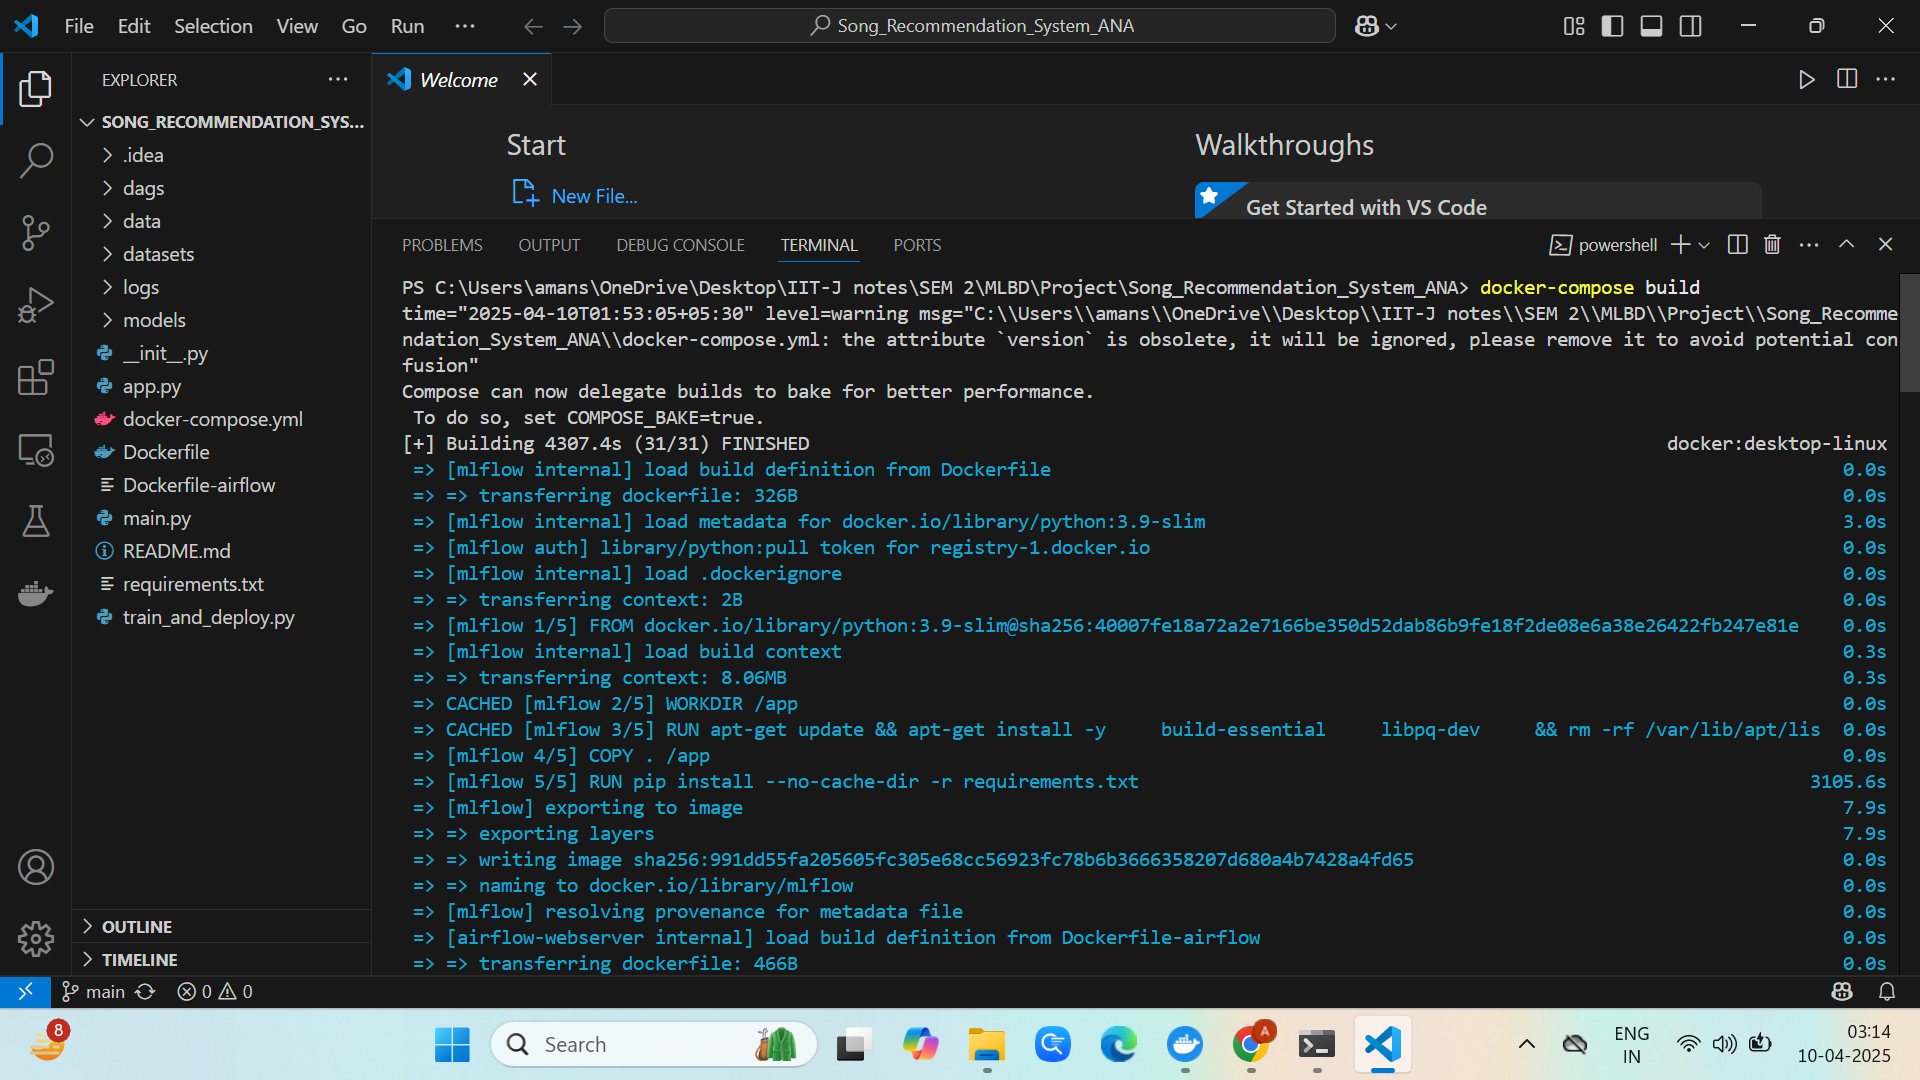 File Edit Selection View Go Run ··· Song_Recommendation_System_ANA
EXPLORER
SONG_RECOMMENDATION_SYS...
.idea
dags
data
datasets
logs
models
__init__.py
app.py
docker-compose.yml
Dockerfile
Dockerfile-airflow
main.py
README.md
requirements.txt
train_and_deploy.py
OUTLINE
TIMELINE
Welcome
Start
New File...
Walkthroughs
Get Started with VS Code
PROBLEMS OUTPUT DEBUG CONSOLE TERMINAL PORTS powershell
PS C:\Users\amans\OneDrive\Desktop\IIT-J notes\SEM 2\MLBD\Project\Song_Recommendation_System_ANA> docker-compose build
time="2025-04-10T01:53:05+05:30" level=warning msg="C:\\Users\\amans\\OneDrive\\Desktop\\IIT-J notes\\SEM 2\\MLBD\\Project\\Song_Recomme
ndation_System_ANA\\docker-compose.yml: the attribute `version` is obsolete, it will be ignored, please remove it to avoid potential con
fusion"
Compose can now delegate builds to bake for better performance.
To do so, set COMPOSE_BAKE=true.
[+] Building 4307.4s (31/31) FINISHED docker:desktop-linux
=> [mlflow internal] load build definition from Dockerfile 0.0s
=> => transferring dockerfile: 326B 0.0s
=> [mlflow internal] load metadata for docker.io/library/python:3.9-slim 3.0s
=> [mlflow auth] library/python:pull token for registry-1.docker.io 0.0s
=> [mlflow internal] load .dockerignore 0.0s
=> => transferring context: 2B 0.0s
=> [mlflow 1/5] FROM docker.io/library/python:3.9-slim@sha256:40007fe18a72a2e7166be350d52dab86b9fe18f2de08e6a38e26422fb247e81e 0.0s
=> [mlflow internal] load build context 0.3s
=> => transferring context: 8.06MB 0.3s
=> CACHED [mlflow 2/5] WORKDIR /app 0.0s
=> CACHED [mlflow 3/5] RUN apt-get update && apt-get install -y build-essential libpq-dev && rm -rf /var/lib/apt/lis 0.0s
=> [mlflow 4/5] COPY . /app 0.0s
=> [mlflow 5/5] RUN pip install --no-cache-dir -r requirements.txt 3105.6s
=> [mlflow] exporting to image 7.9s
=> => exporting layers 7.9s
=> => writing image sha256:991dd55fa205605fc305e68cc56923fc78b6b3666358207d680a4b7428a4fd65 0.0s
=> => naming to docker.io/library/mlflow 0.0s
=> [mlflow] resolving provenance for metadata file 0.0s
=> [airflow-webserver internal] load build definition from Dockerfile-airflow 0.0s
=> => transferring dockerfile: 466B 0.0s
main 0 0
8
Search
A
ENG
IN
03:14
10-04-2025